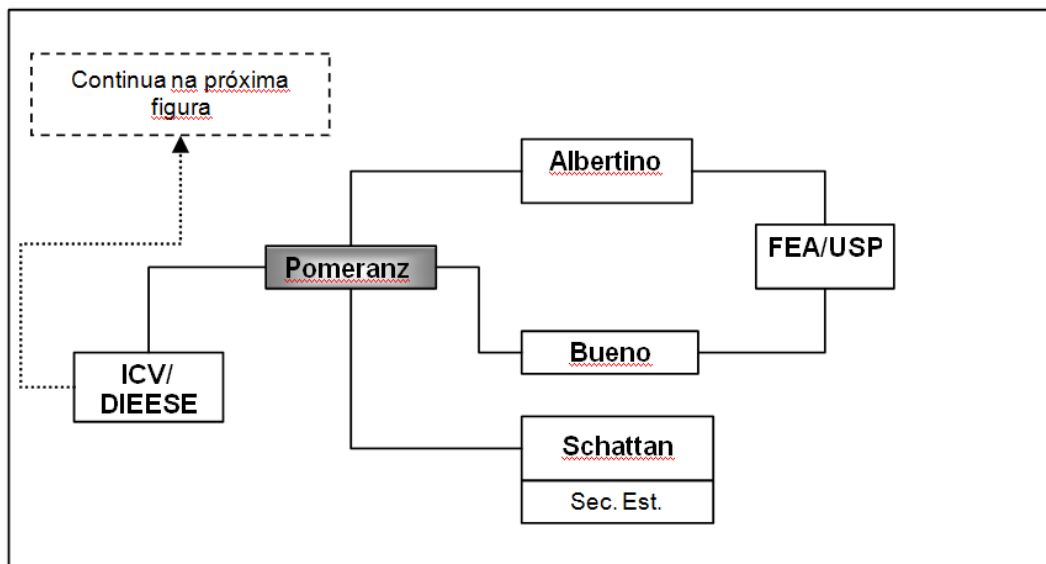 Continua na próxima
figura
Albertino
FEA/USP
Pomeranz
Bueno
ICV/
DIEESE
Schattan
Sec. Est.